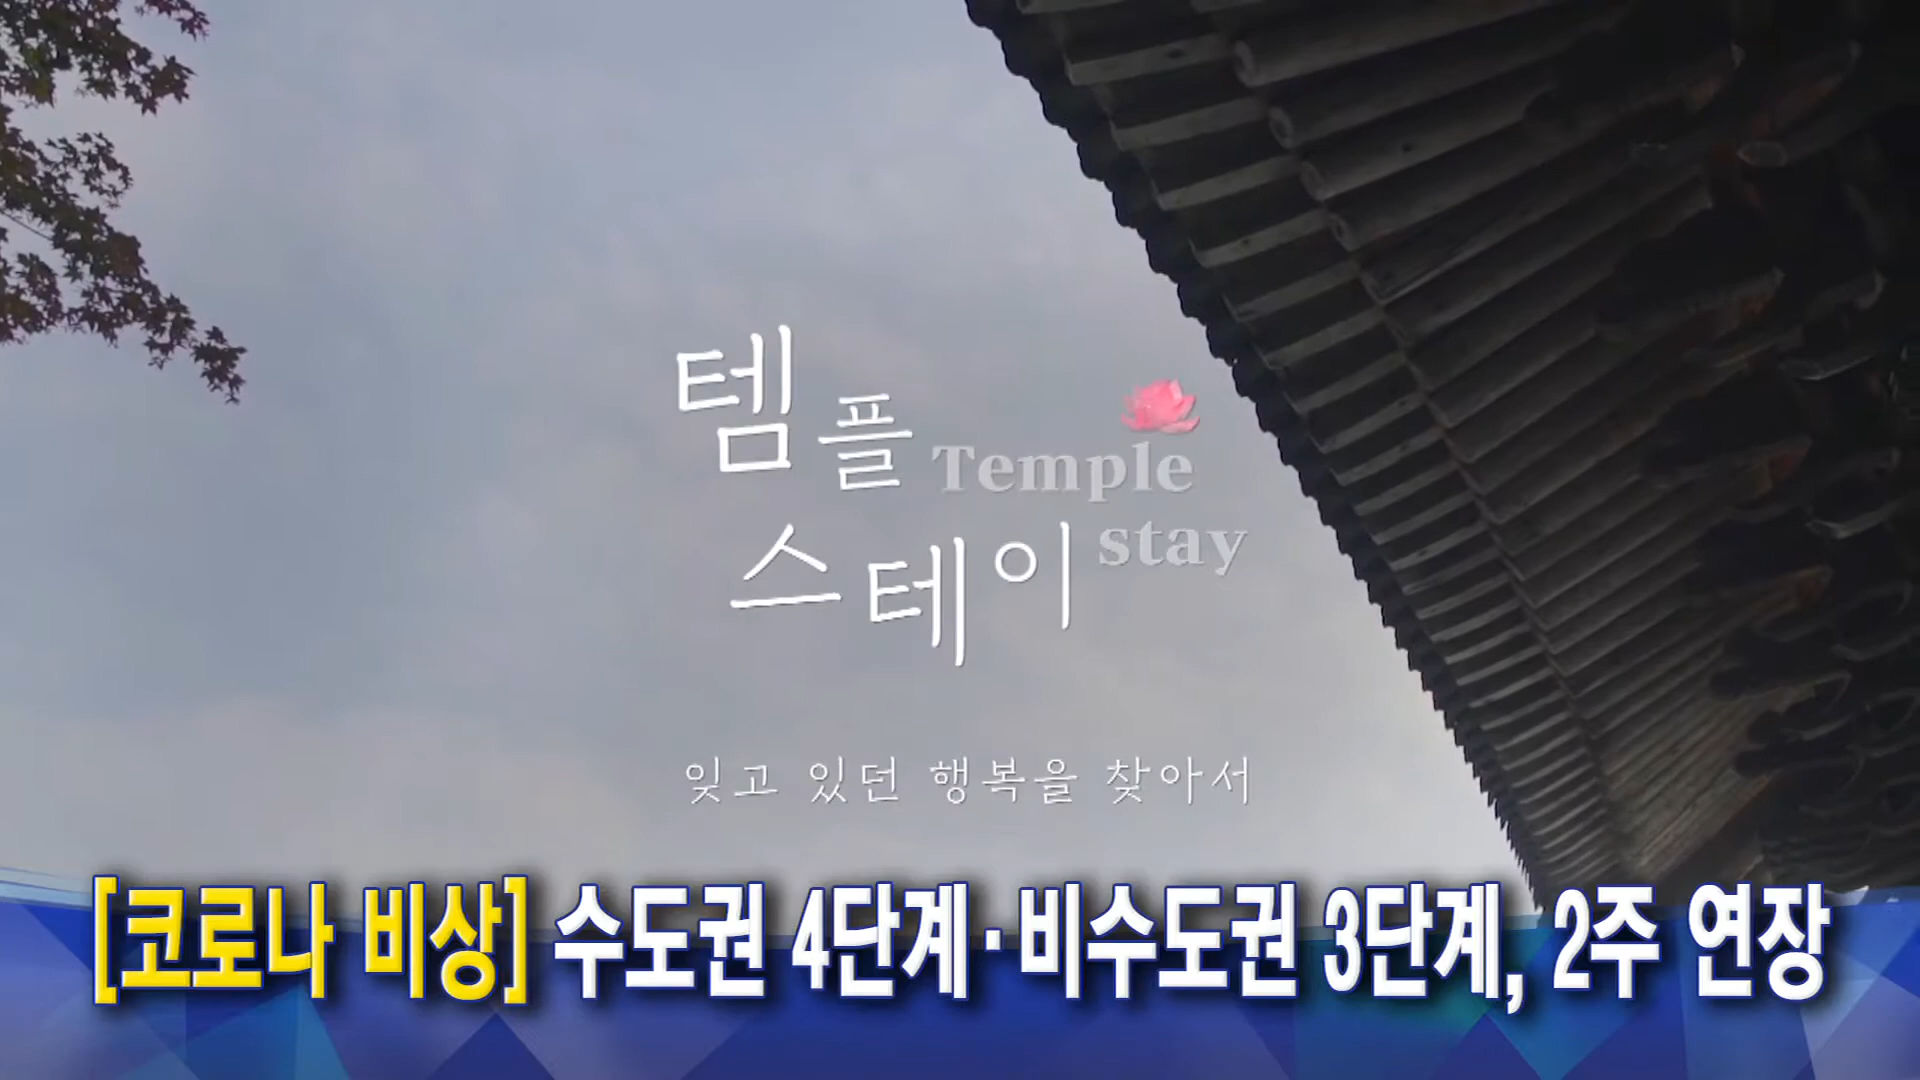 템플 Temple
스테이 stay
잊고 있던 행복을 찾아서
[코로나 비상] 수도권 4단계·비수도권 3단계, 2주 연장